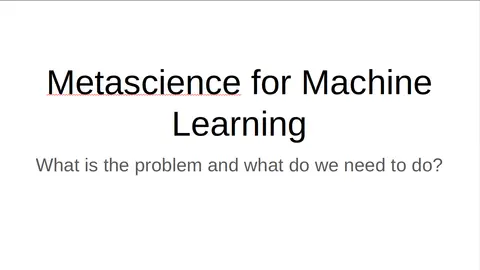 Metascience for Machine
Learning
What is the problem and what do we need to do?